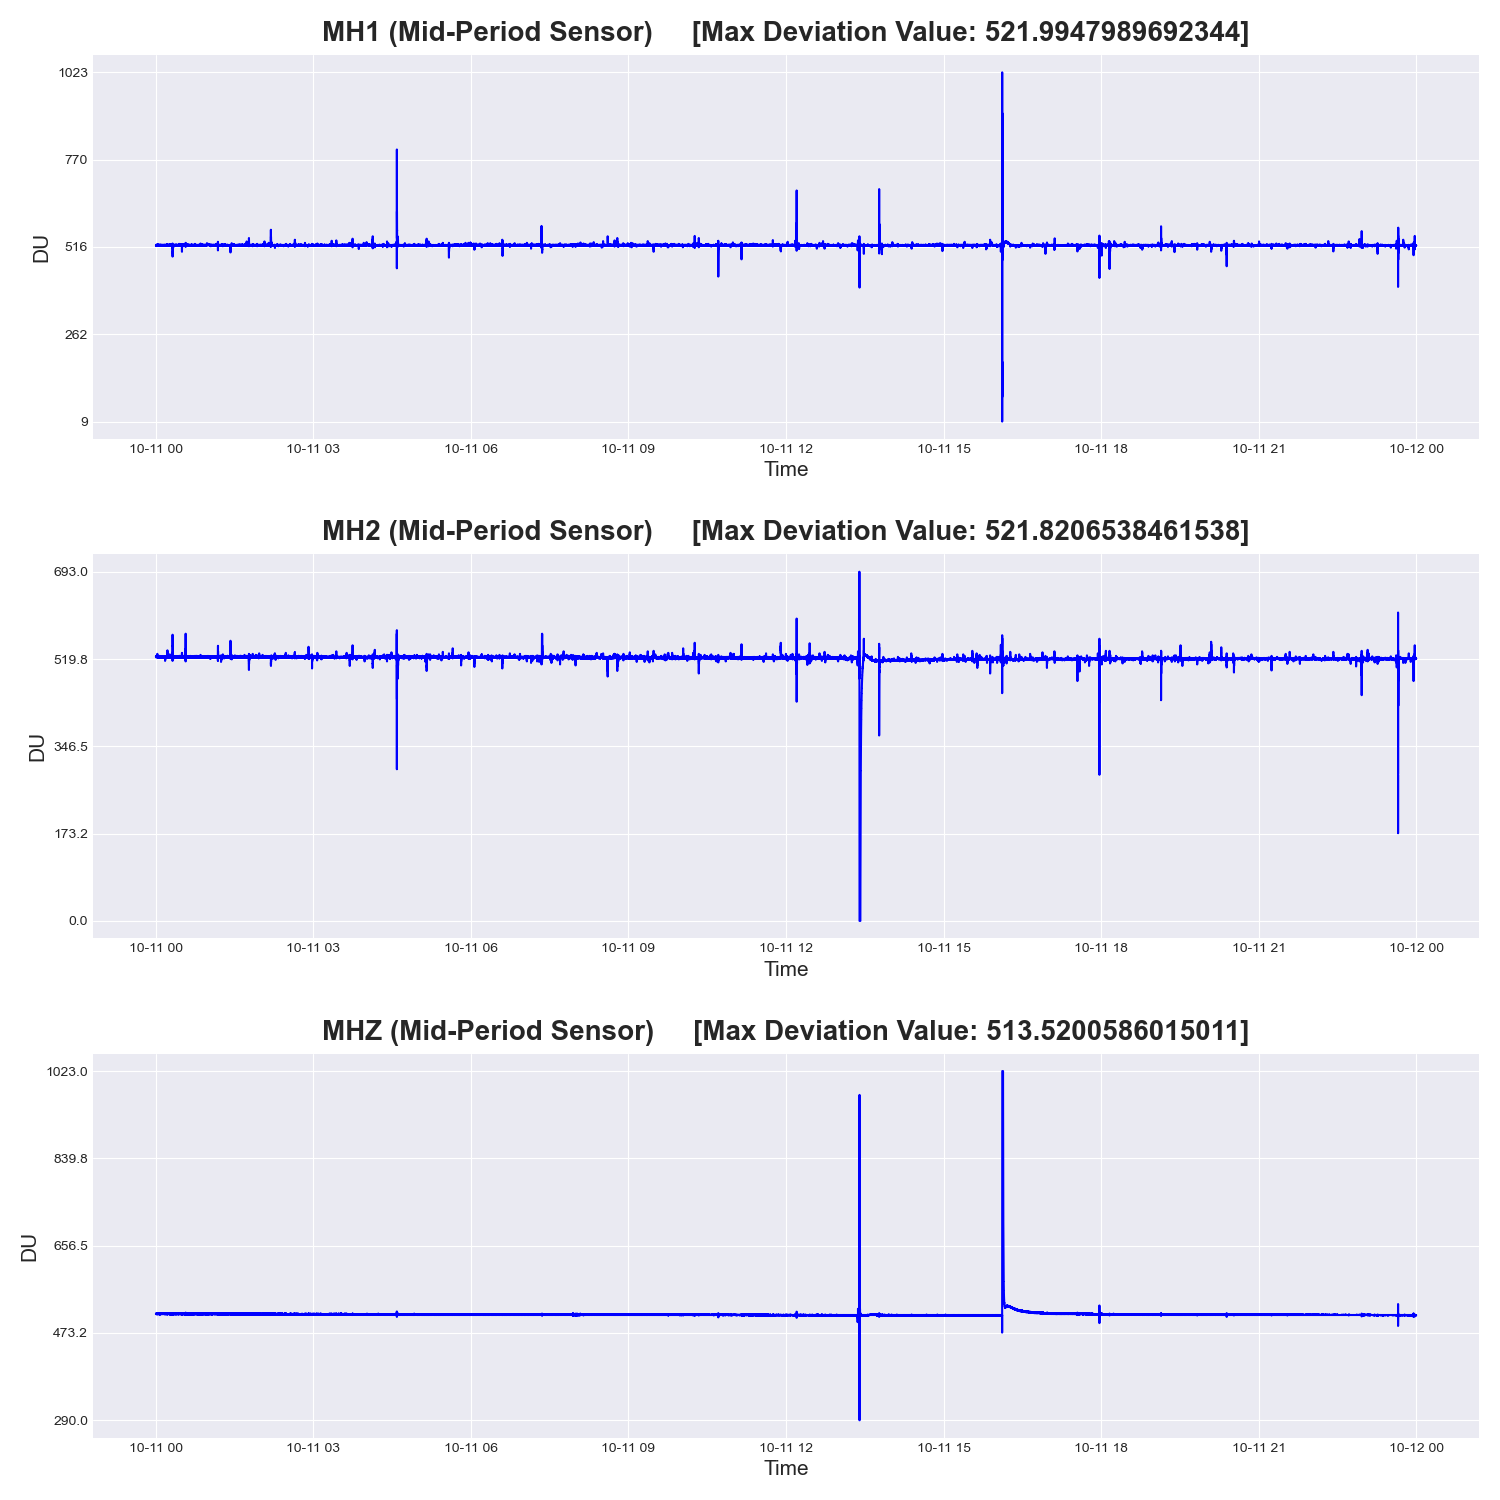 MH1 (Mid-Period Sensor)     [Max Deviation Value: 521.9947989692344]
1023
770
516
262
9
DU
10-11 00 10-11 03 10-11 06 10-11 09 10-11 12 10-11 15 10-11 18 10-11 21 10-12 00
Time
MH2 (Mid-Period Sensor)     [Max Deviation Value: 521.8206538461538]
693.0
519.8
346.5
173.2
0.0
DU
10-11 00 10-11 03 10-11 06 10-11 09 10-11 12 10-11 15 10-11 18 10-11 21 10-12 00
Time
MHZ (Mid-Period Sensor)     [Max Deviation Value: 513.5200586015011]
1023.0
839.8
656.5
473.2
290.0
DU
10-11 00 10-11 03 10-11 06 10-11 09 10-11 12 10-11 15 10-11 18 10-11 21 10-12 00
Time